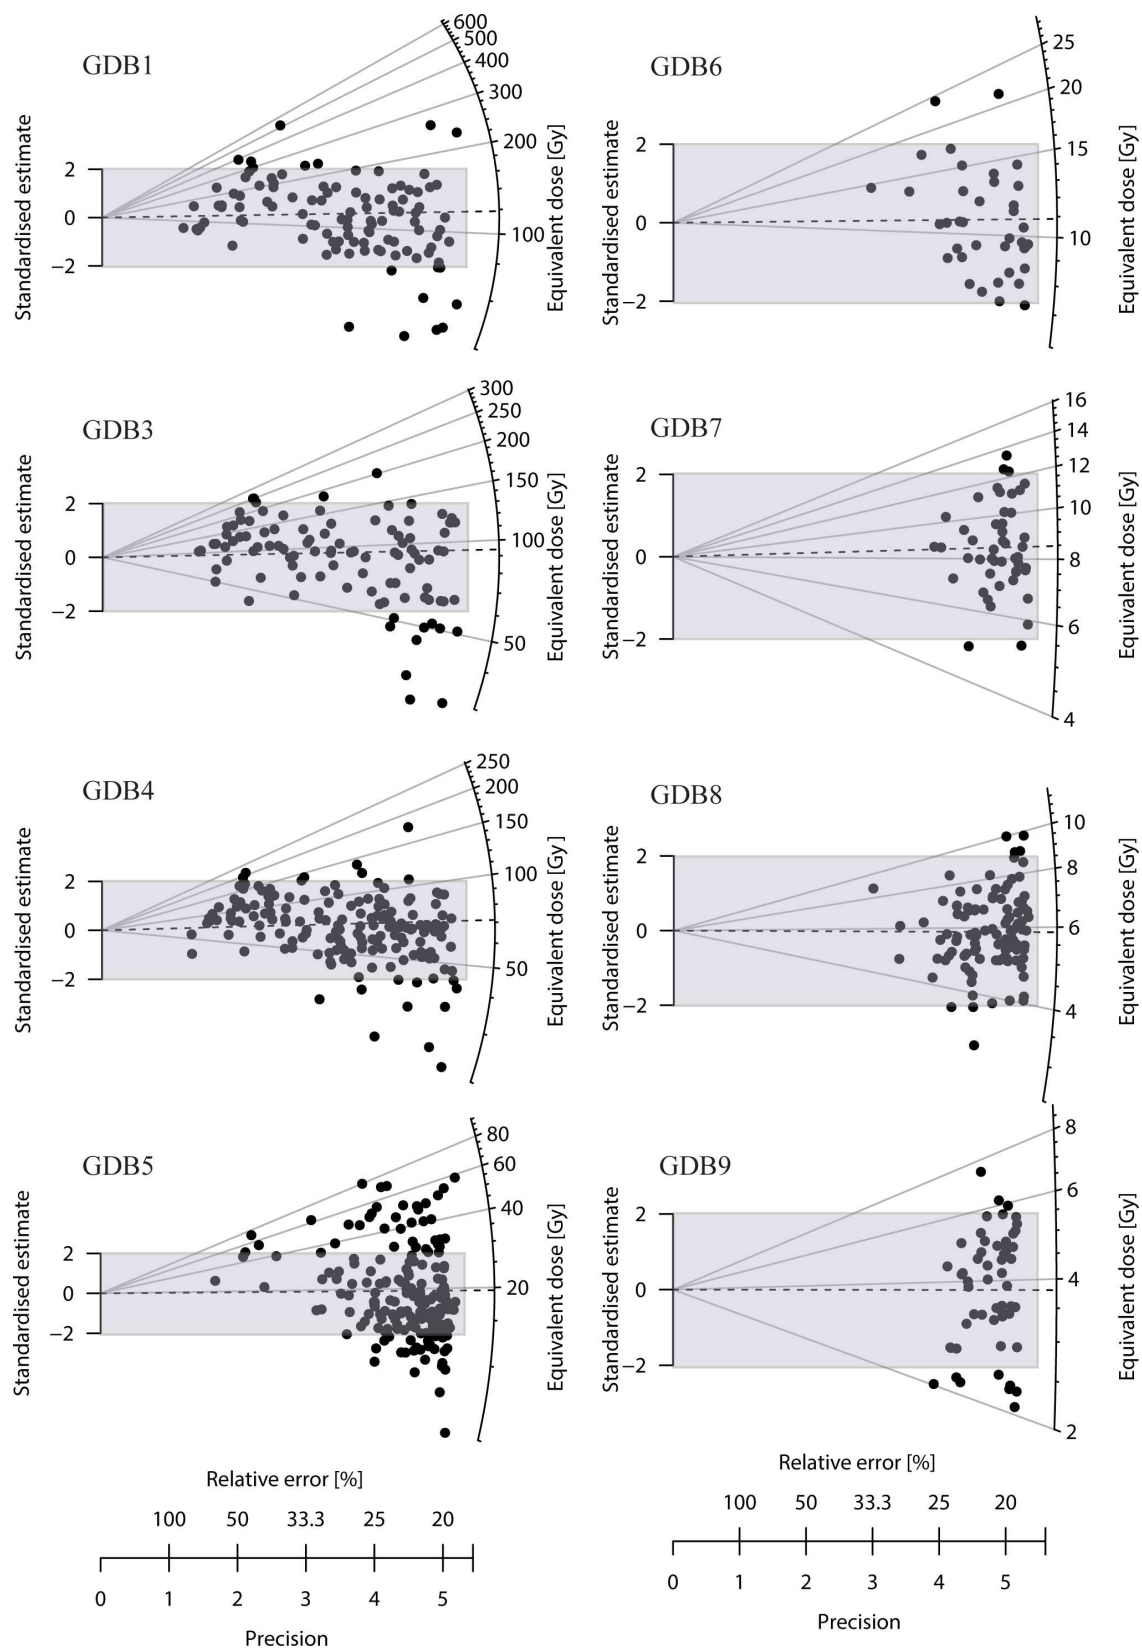 GDB1
Standardised estimate
2
0
−2
600
500
400
300
200
100
Equivalent dose [Gy]
GDB6
Standardised estimate
2
0
−2
25
20
15
10
Equivalent dose [Gy]
GDB3
Standardised estimate
2
0
−2
300
250
200
150
100
50
Equivalent dose [Gy]
GDB7
Standardised estimate
2
0
−2
16
14
12
10
8
6
4
Equivalent dose [Gy]
GDB4
Standardised estimate
2
0
−2
250
200
150
100
50
Equivalent dose [Gy]
GDB8
Standardised estimate
2
0
−2
10
8
6
4
Equivalent dose [Gy]
GDB5
Standardised estimate
2
0
−2
80
60
40
20
Equivalent dose [Gy]
GDB9
Standardised estimate
2
0
−2
8
6
4
2
Equivalent dose [Gy]
Relative error [%]
100 50 33.3 25 20
0 1 2 3 4 5
Precision
Relative error [%]
100 50 33.3 25 20
0 1 2 3 4 5
Precision